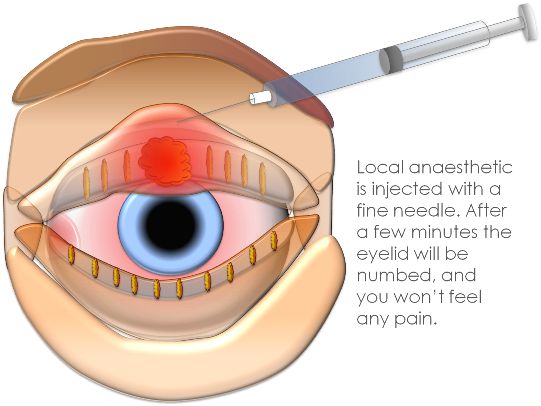 Local anaesthetic
is injected with a
fine needle. After
a few minutes the
eyelid will be
numbed, and
you won't feel
any pain.